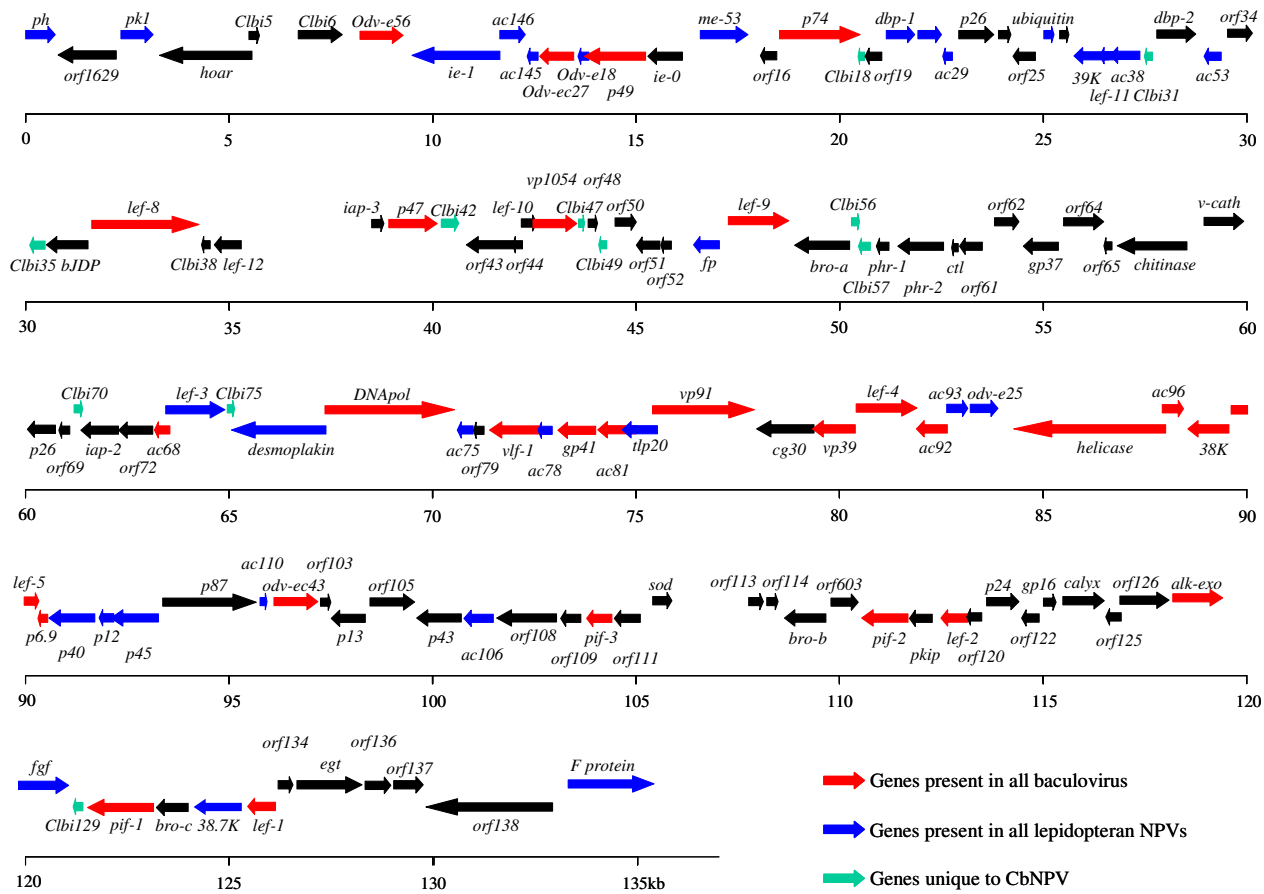 ph pk1 Clbi5 Clbi6 Odv-e56 ac146 me-53 p74 dbp-1 p26 ubiquitin dbp-2 orf34
orf1629 hoar ie-1 ac145 Odv-e18 ie-0 orf16 Clbi18 orf19 ac29 orf25 39K ac38 ac53
Odv-ec27 p49 lef-11 Clbi31
0 5 10 15 20 25 30
vp1054 orf48
lef-8 iap-3 p47 Clbi42 lef-10 Clbi47 orf50 lef-9 Clbi56 orf62 orf64 v-cath
Clbi35 bJDP Clbi38 lef-12 orf43 orf44 Clbi49 orf51 fp bro-a phr-1 ctl gp37 orf65 chitinase
orf52 Clbi57 phr-2 orf61
30 35 40 45 50 55 60
Clbi70 lef-3 Clbi75 DNApol vp91 lef-4 ac93 odv-e25 ac96
p26 iap-2 ac68 desmoplakin ac75 vlf-1 gp41 tlp20 cg30 vp39 ac92 helicase 38K
orf69 orf72 orf79 ac78 ac81
60 65 70 75 80 85 90
ac110 orf103
lef-5 p87 odv-ec43 orf105 sod orf113 orf114 orf603 p24 gp16 calyx orf126 alk-exo
p6.9 p12 p13 p43 orf108 pif-3 bro-b pif-2 lef-2 orf122 orf125
p40 p45 ac106 orf109 orf111 pkip orf120
90 95 100 105 110 115 120
orf134 orf136
fgf egt orf137 F protein
Clbi129 pif-1 bro-c 38.7K lef-1 orf138
120 125 130 135kb
Genes present in all baculovirus
Genes present in all lepidopteran NPVs
Genes unique to CbNPV